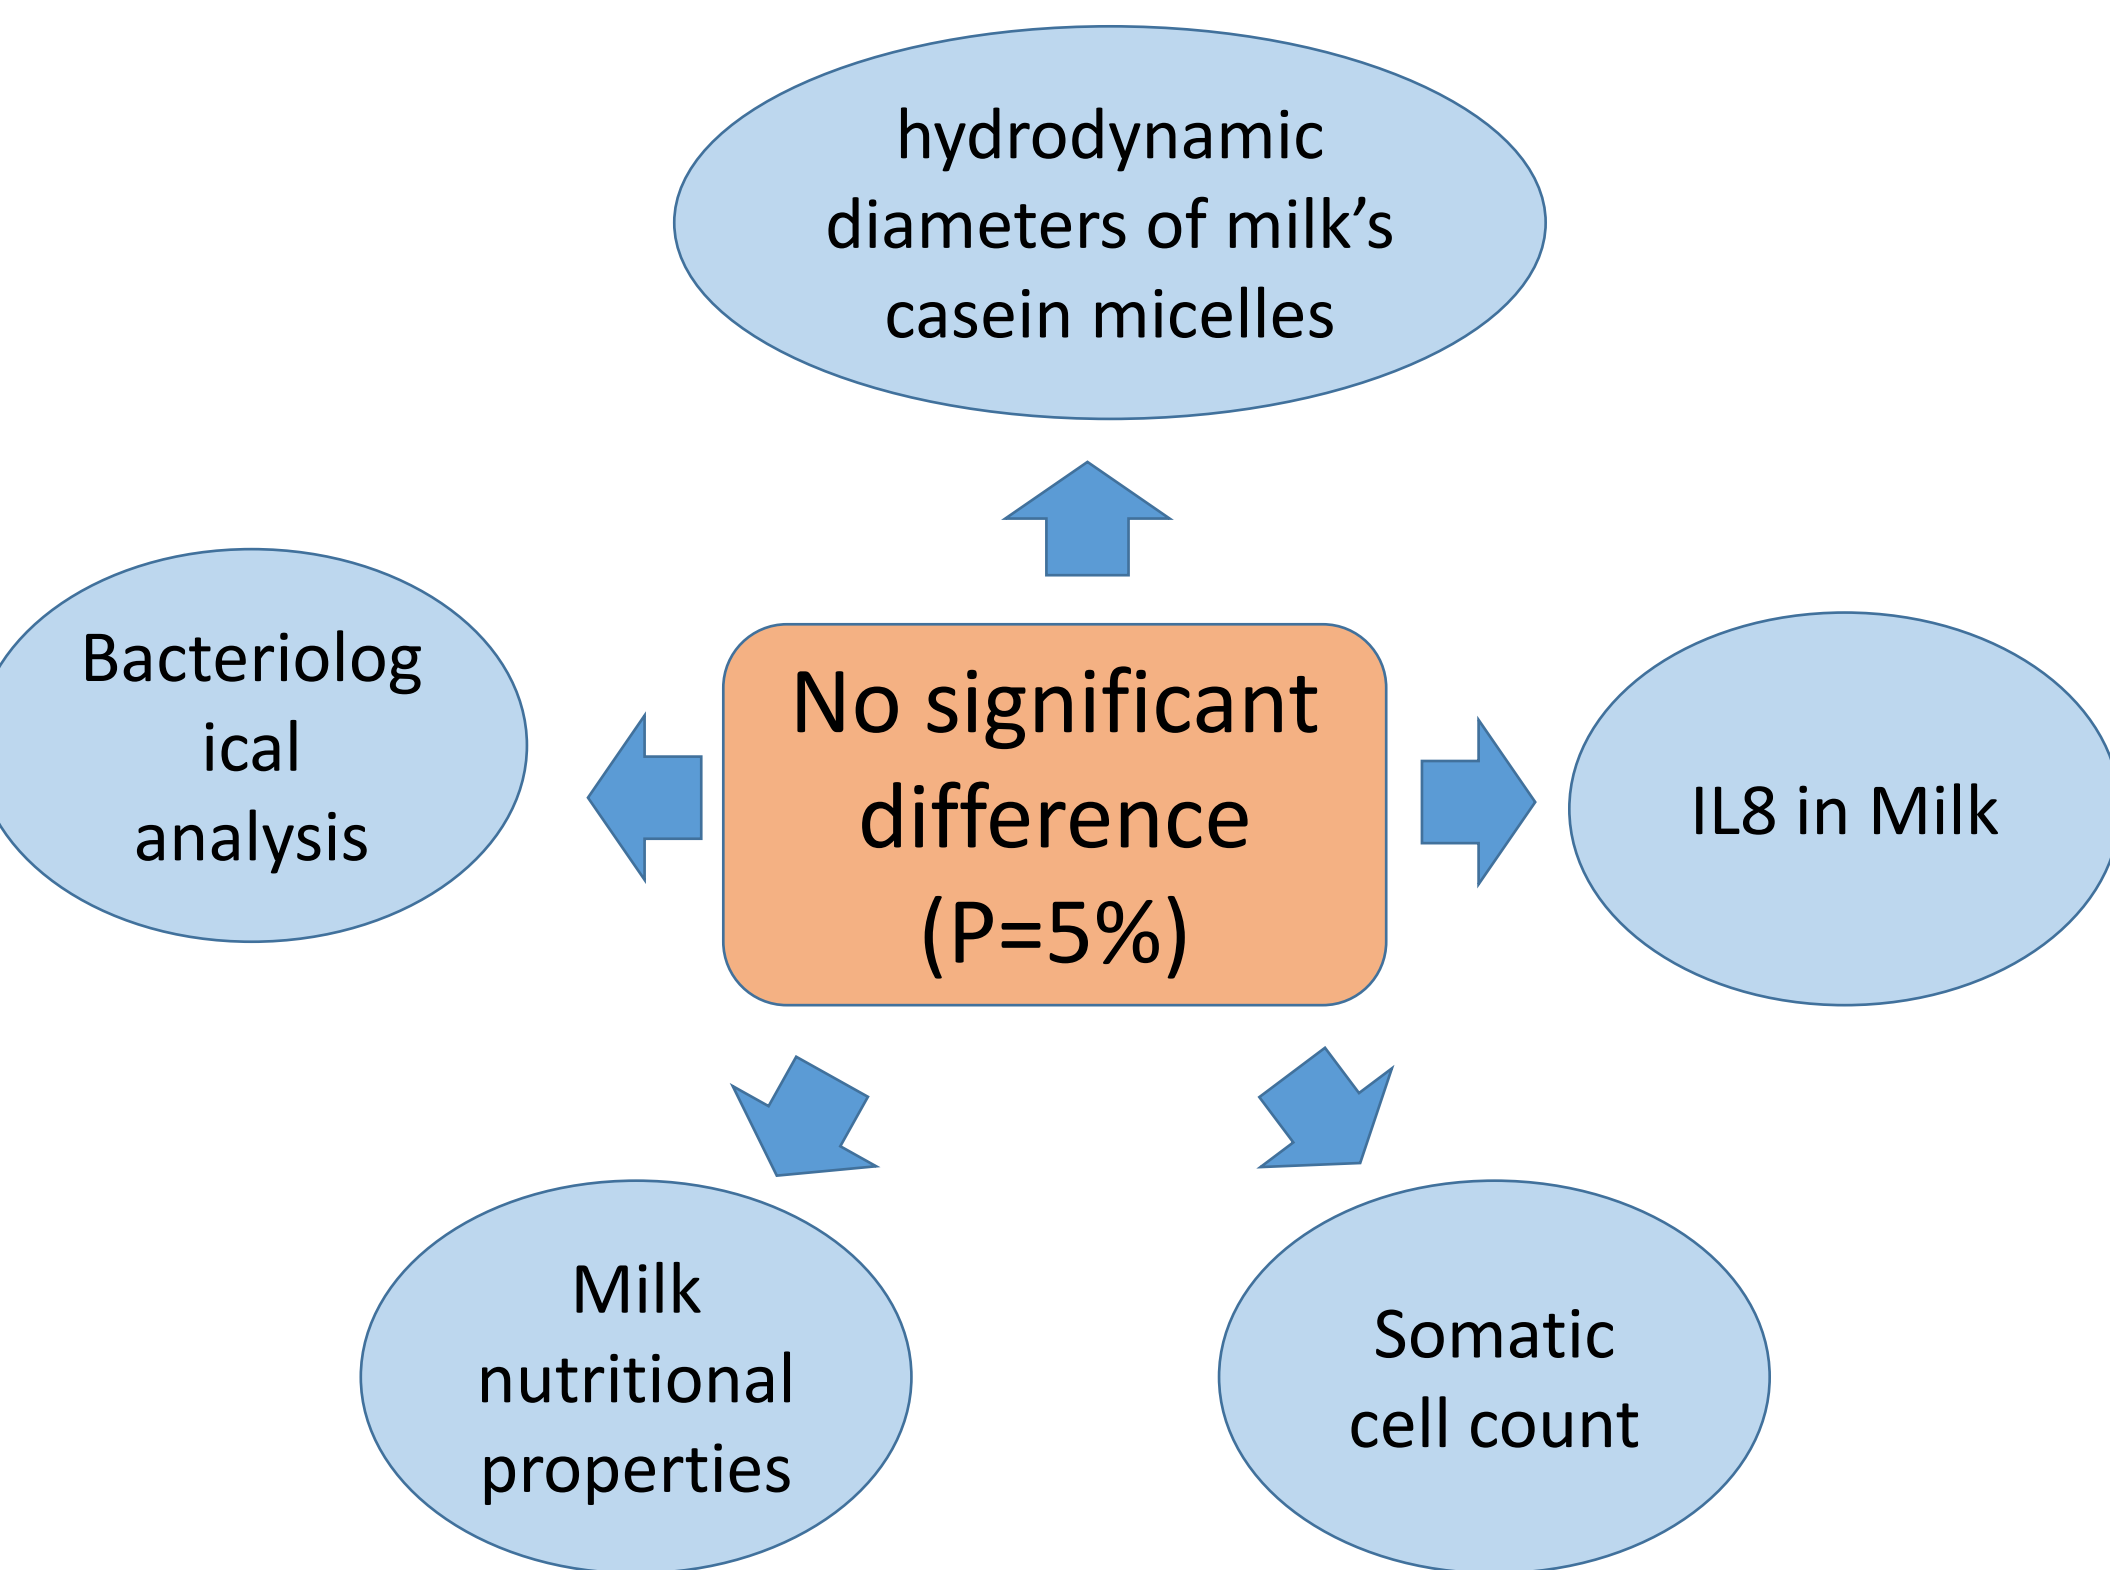 hydrodynamic
diameters of milk’s
casein micelles
Bacteriolog
ical
analysis
No significant
difference
(P=5%)
IL8 in Milk
Milk
nutritional
properties
Somatic
cell count